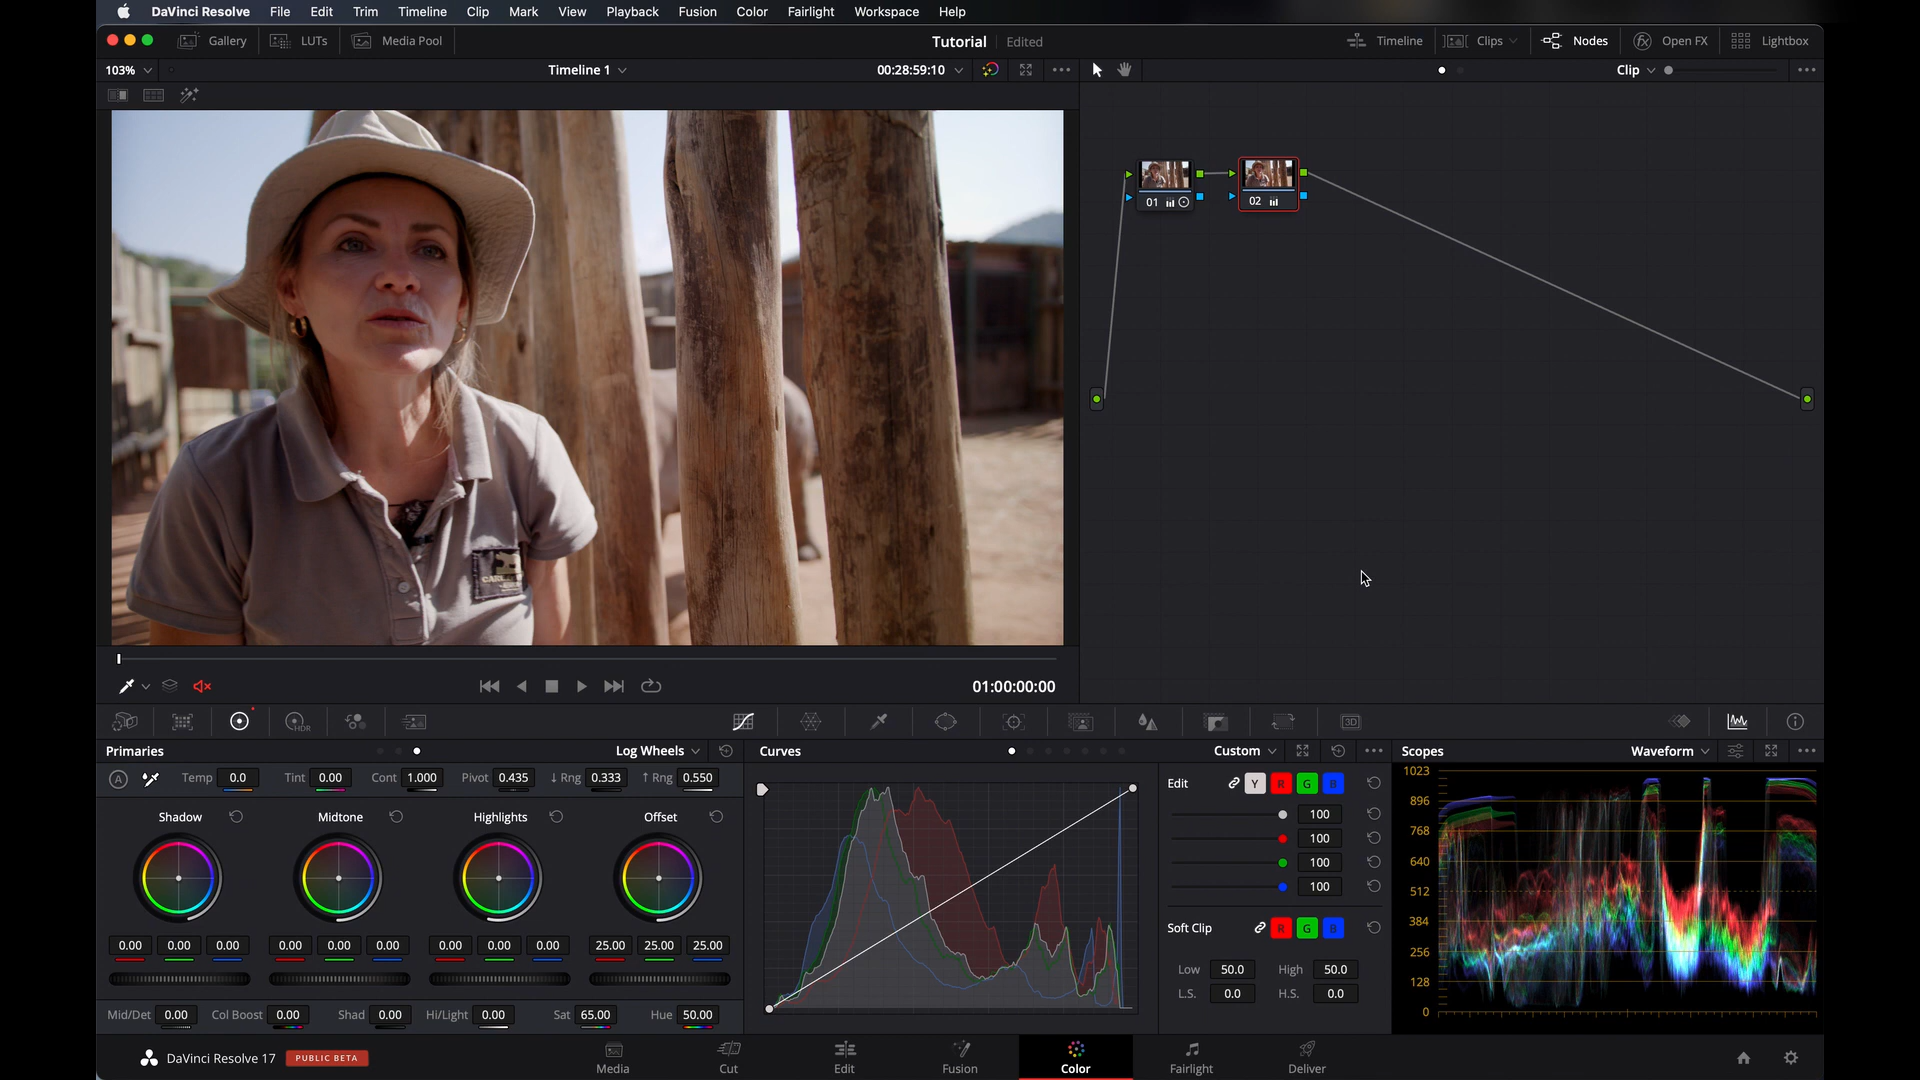 DaVinci Resolve File Edit Trim Timeline Clip Mark View Playback Fusion Color Fairlight Workspace Help
Gallery LUTs Media Pool Tutorial Edited Timeline Clips Nodes Open FX Lightbox
103% Timeline 1 00:28:59:10 Clip
01 02
01:00:00:00
HDR 3D
Primaries Log Wheels Curves Custom Scopes Waveform
A Temp 0.0 Tint 0.00 Cont 1.000 Pivot 0.435 ↓ Rng 0.333 ↑ Rng 0.550
Shadow Midtone Highlights Offset
0.00 0.00 0.00 0.00 0.00 0.00 0.00 0.00 0.00 25.00 25.00 25.00
Mid/Det 0.00 Col Boost 0.00 Shad 0.00 Hi/Light 0.00 Sat 65.00 Hue 50.00
Edit Y R G B
100
100
100
100
Soft Clip R G B
Low 50.0 High 50.0
L.S. 0.0 H.S. 0.0
1023
896
768
640
512
384
256
128
0
DaVinci Resolve 17 PUBLIC BETA
Media Cut Edit Fusion Color Fairlight Deliver